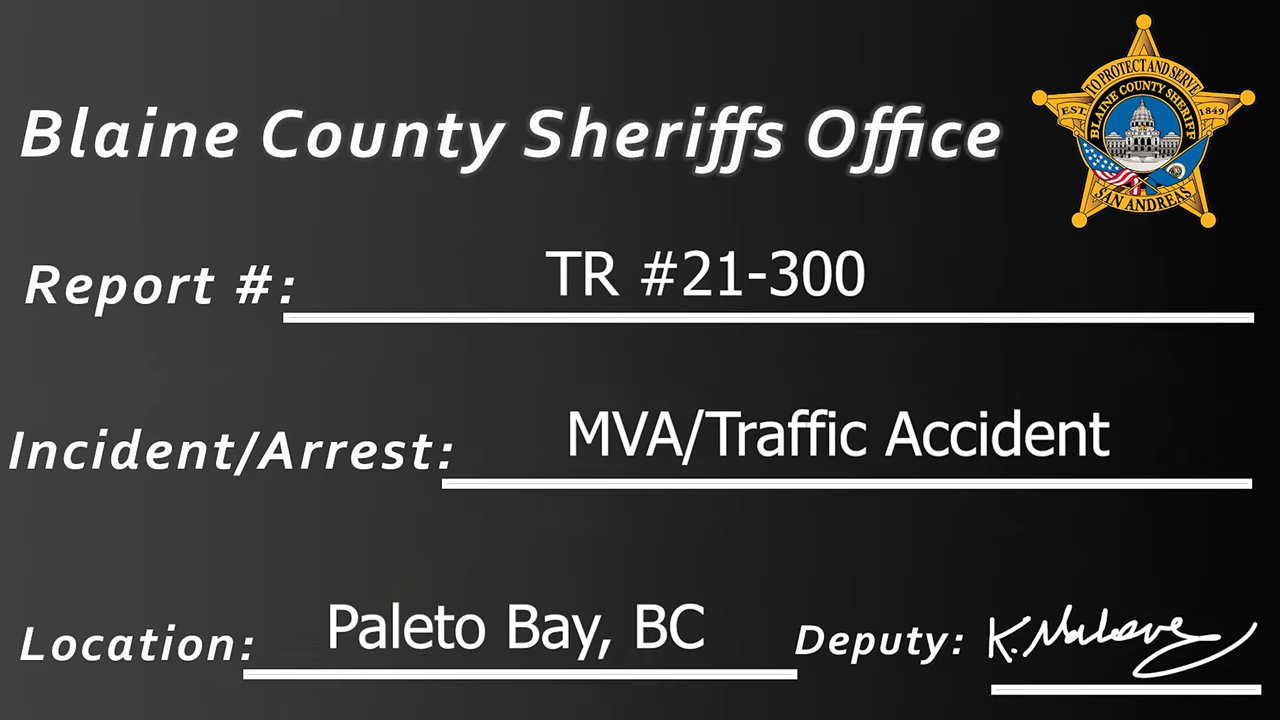 Blaine County Sheriffs Office
TO PROTECT AND SERVE
EST. 1849
BLAINE COUNTY SHERIFF
SAN ANDREAS
Report #: TR #21-300
Incident/Arrest: MVA/Traffic Accident
Location: Paleto Bay, BC Deputy: K.